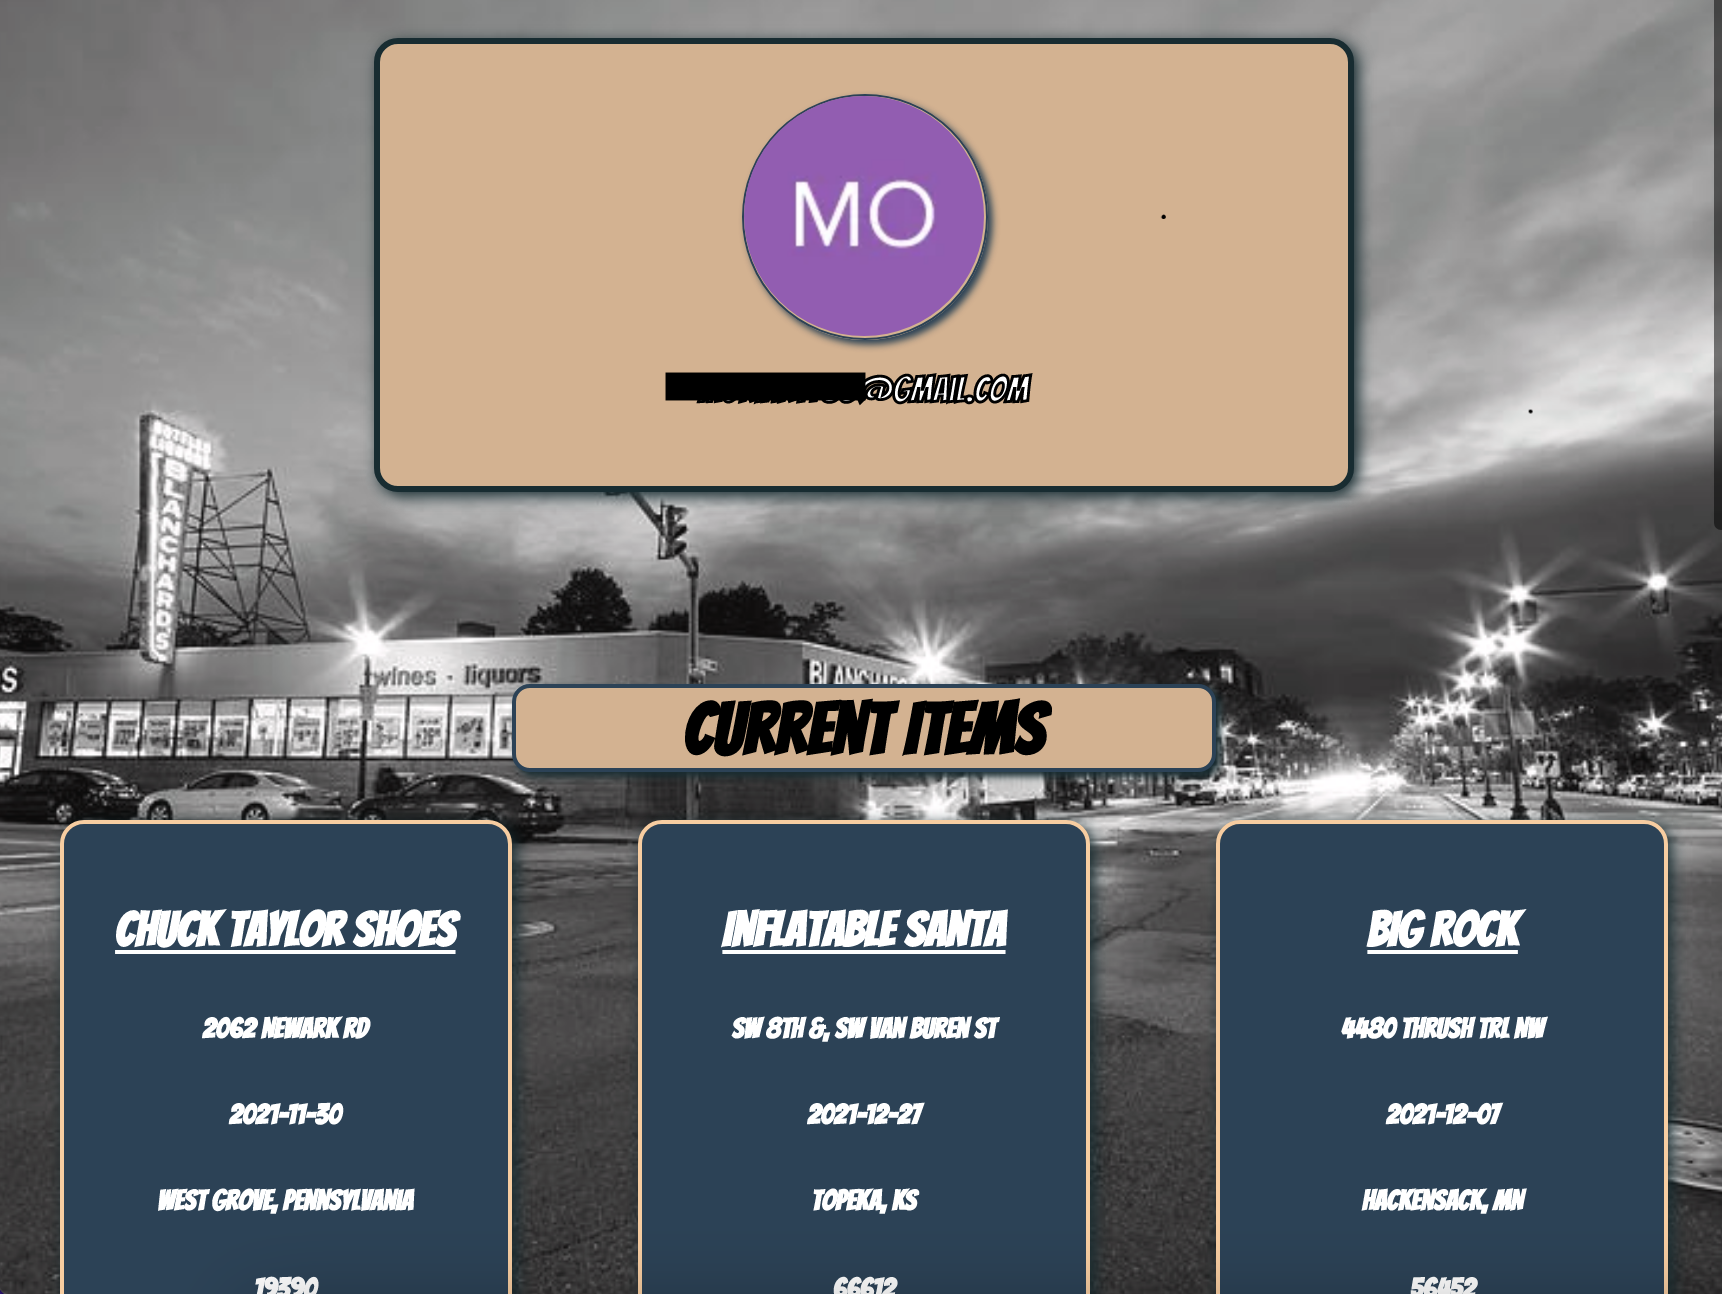 MO
@GMAIL.COM
BOTTLED
LIQUORS
BLANCHARDS
S
wines · liquors
BLANCHARDS
CURRENT ITEMS
CHUCK TAYLOR SHOES
2062 NEWARK RD
2021-11-30
WEST GROVE, PENNSYLVANIA
19390
INFLATABLE SANTA
SW 8TH &, SW VAN BUREN ST
2021-12-27
TOPEKA, KS
66612
BIG ROCK
4480 THRUSH TRL NW
2021-12-07
HACKENSACK, MN
56452